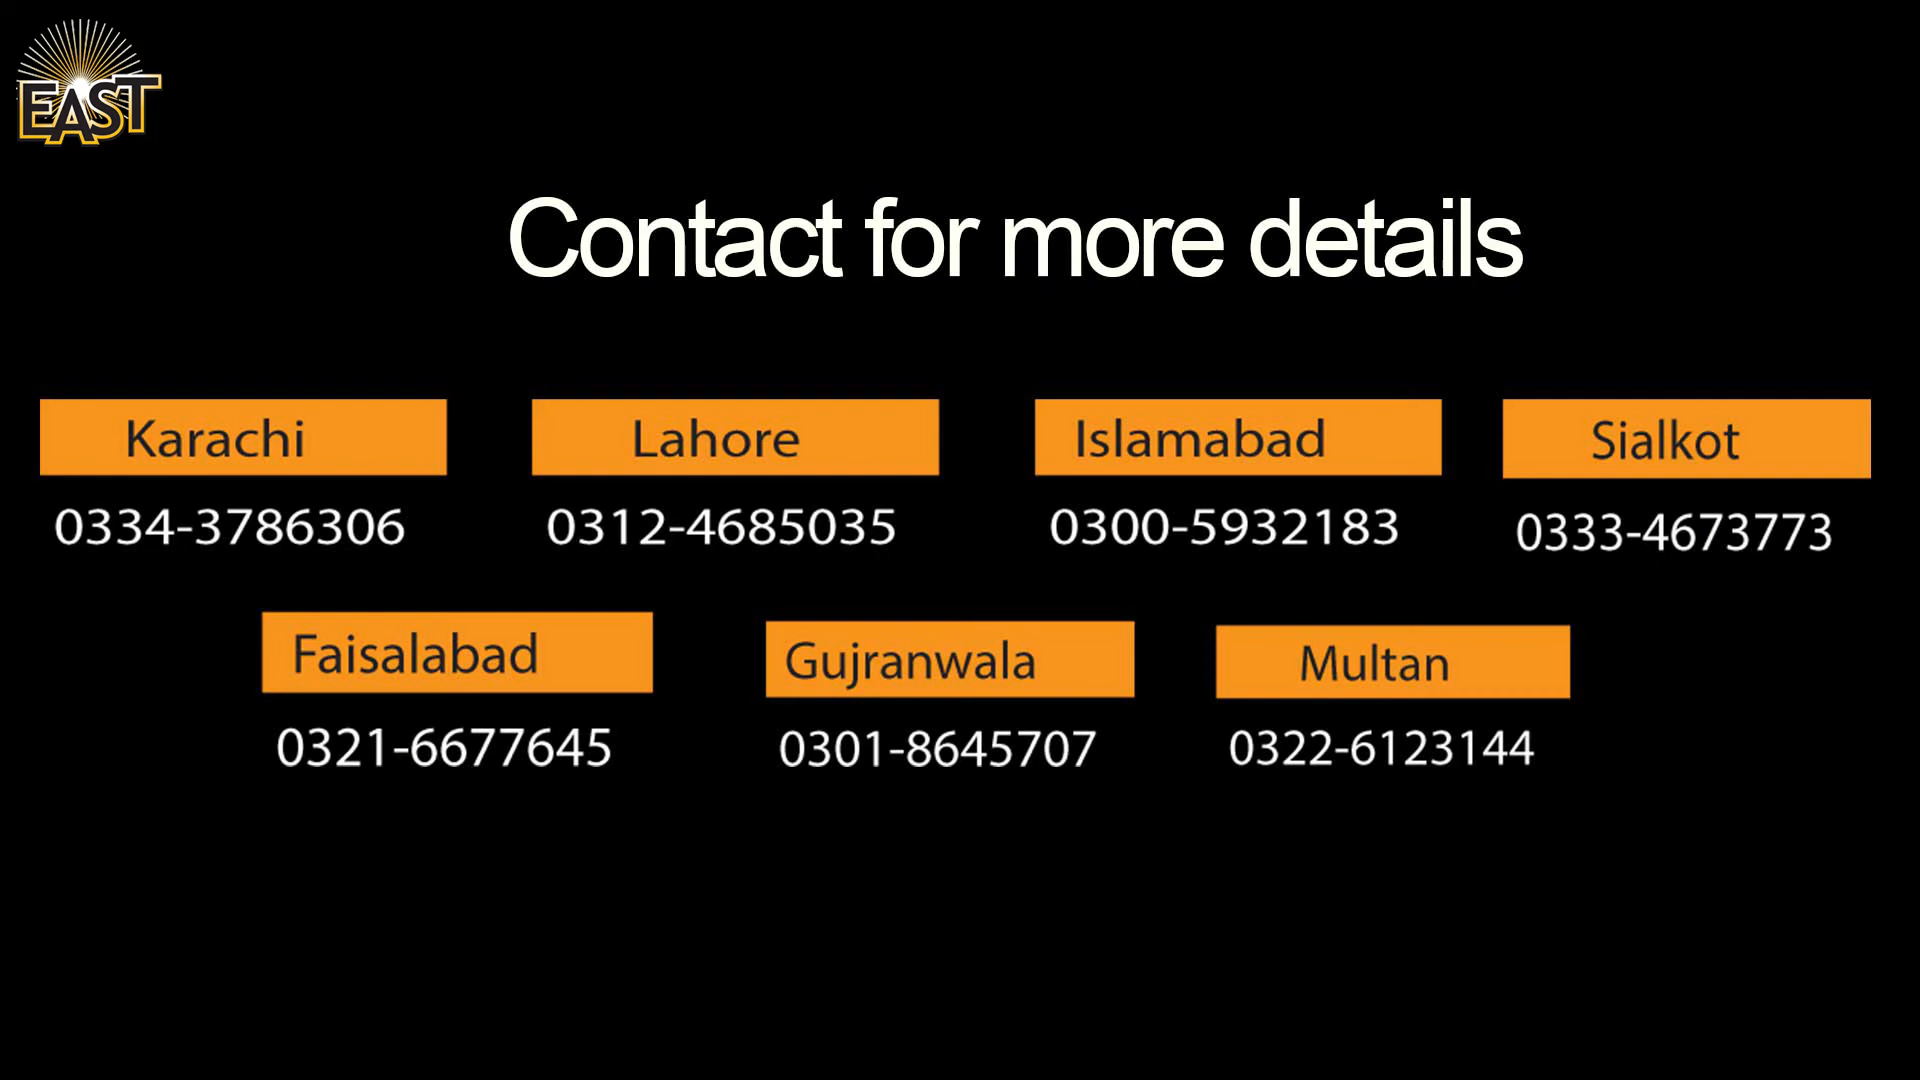 EAST
Contact for more details
Karachi
Lahore
Islamabad
Sialkot
0334-3786306
0312-4685035
0300-5932183
0333-4673773
Faisalabad
Gujranwala
Multan
0321-6677645
0301-8645707
0322-6123144